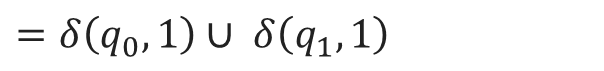 = δ(q₀, 1) ∪ δ(q₁, 1)